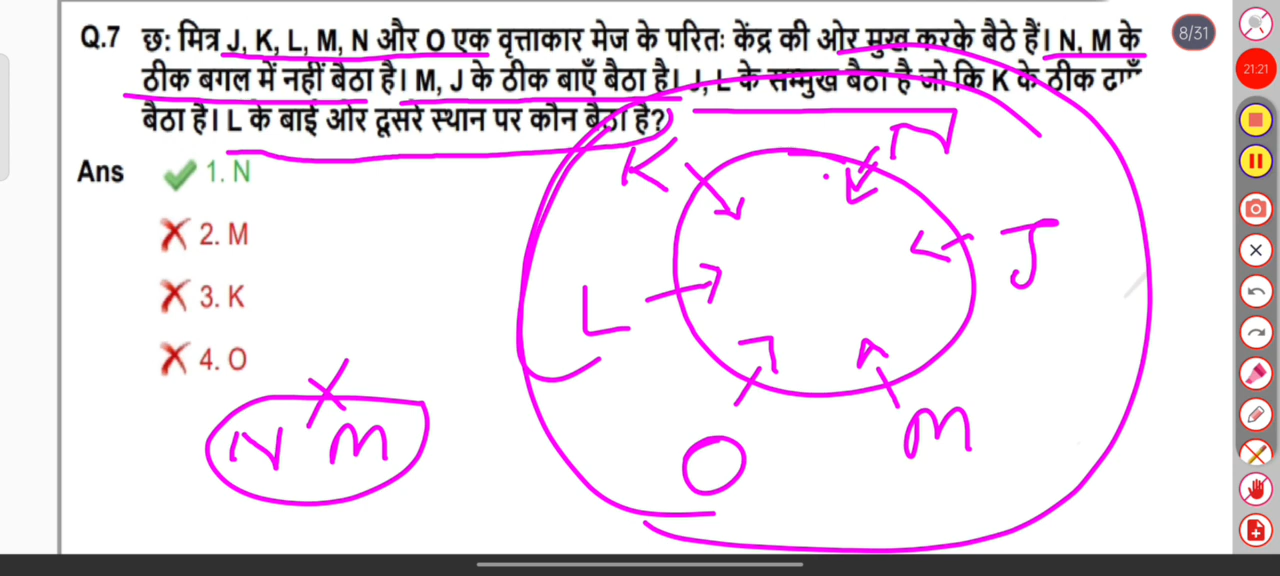 Q.7 छ: मित्र J, K, L, M, N और O एक वृत्ताकार मेज के परितः केंद्र की ओर मुख करके बैठे हैं। N, M के
ठीक बगल में नहीं बैठा है। M, J के ठीक बाएँ बैठा है। J, L के सम्मुख बैठा है जो कि K के ठीक
बैठा है। L के बाईं ओर दूसरे स्थान पर कौन बैठा है?
Ans 1. N
2. M
3. K
4. O
K
J
L
M
O
N M
8/31
21:21